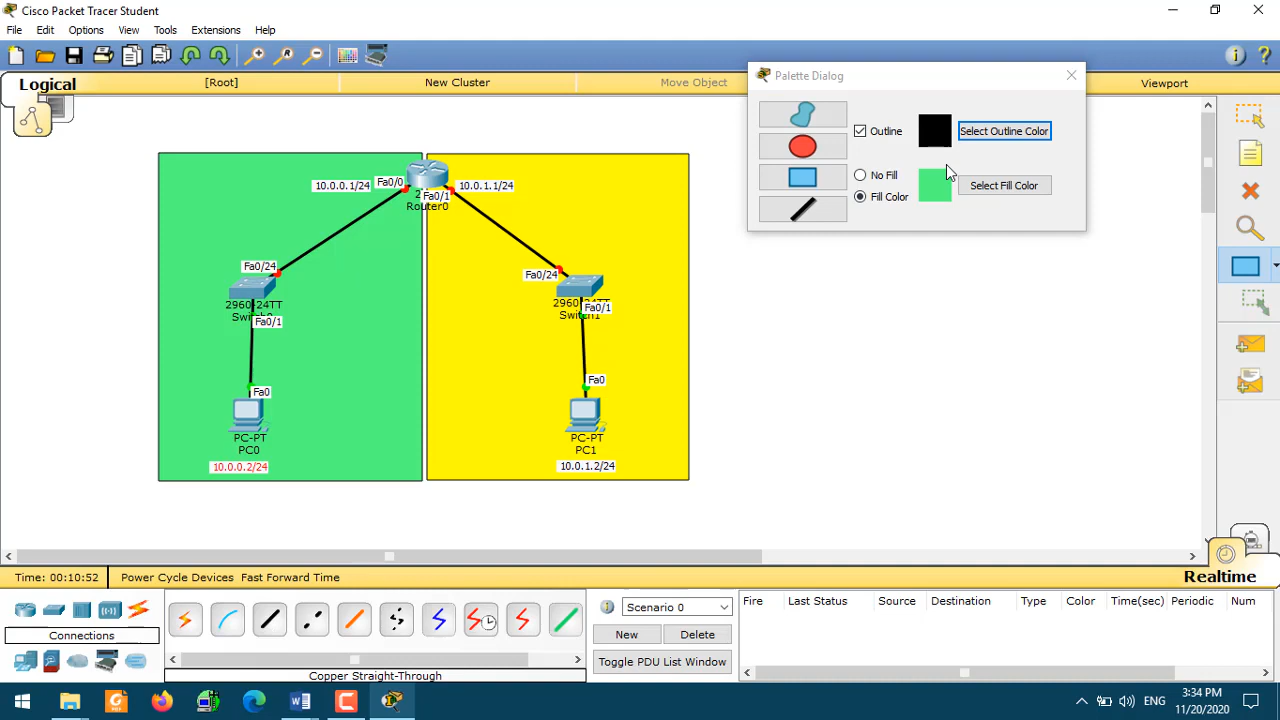 Cisco Packet Tracer Student
File Edit Options View Tools Extensions Help
Logical
[Root]
New Cluster
Move Object
Viewport
Palette Dialog
Outline
Select Outline Color
No Fill
Fill Color
Select Fill Color
10.0.0.1/24
Fa0/0
10.0.1.1/24
Fa0/1
Router0
Fa0/24
2960-24TT
Fa0/1
Fa0
PC-PT
PC0
10.0.0.2/24
Fa0/24
Fa0/1
Switch1
Fa0
PC-PT
PC1
10.0.1.2/24
Realtime
Time: 00:10:52
Power Cycle Devices Fast Forward Time
Connections
Copper Straight-Through
Scenario 0
New
Delete
Toggle PDU List Window
Fire Last Status Source Destination Type Color Time(sec) Periodic Num
ENG
3:34 PM
11/20/2020